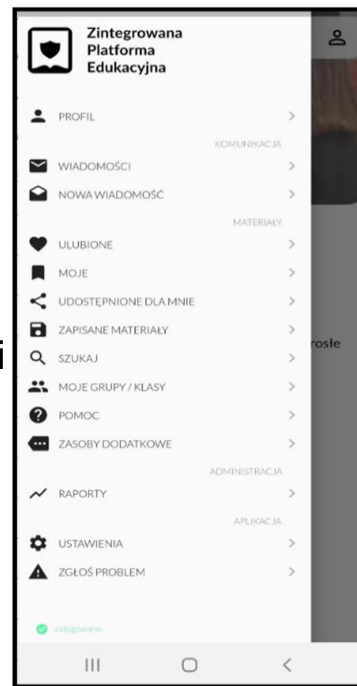 Zintegrowana
Platforma
Edukacyjna
PROFIL
KOMUNIKACJA
WIADOMOŚCI
NOWA WIADOMOŚĆ
MATERIAŁY
ULUBIONE
MOJE
UDOSTĘPNIONE DLA MNIE
ZAPISANE MATERIAŁY
SZUKAJ
MOJE GRUPY / KLASY
POMOC
ZASOBY DODATKOWE
ADMINISTRACJA
RAPORTY
APLIKACJA
USTAWIENIA
ZGŁOŚ PROBLEM
zalogowano
i
rosłe